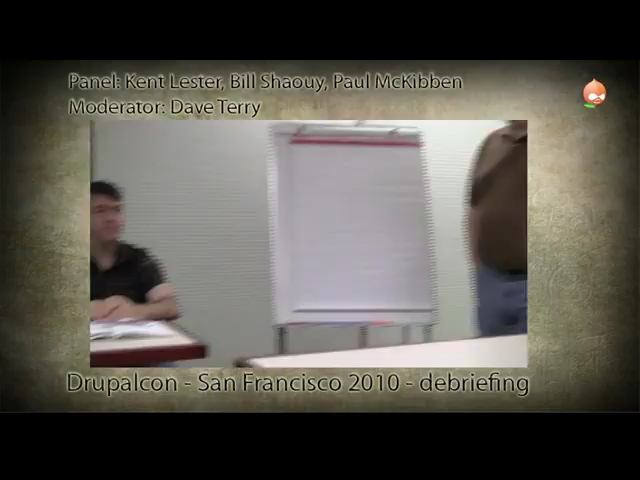 Panel: Kent Lester, Bill Shaouy, Paul McKibben
Moderator: Dave Terry
Drupalcon - San Francisco 2010 - debriefing